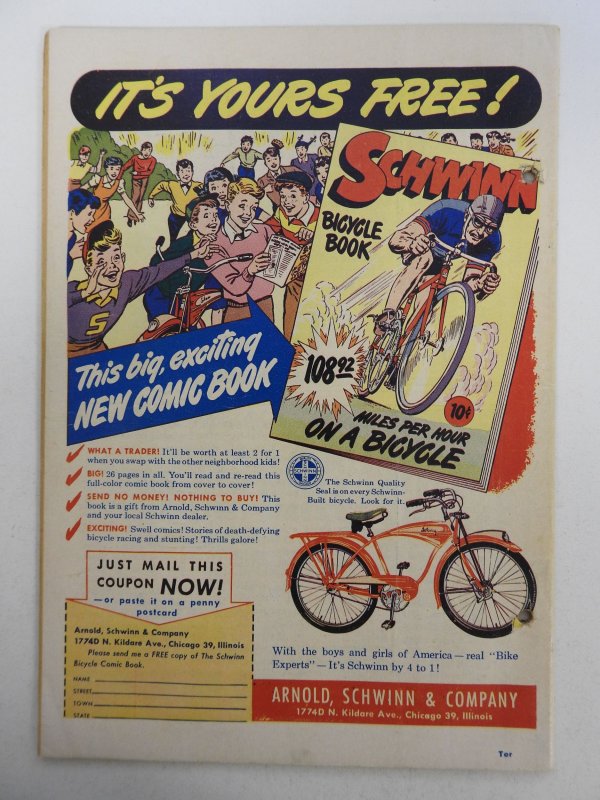 IT'S YOURS FREE!
SCHWINN
BICYCLE
BOOK
108 92
10¢
MILES PER HOUR
ON A BICYCLE
S
This big, exciting
NEW COMIC BOOK
WHAT A TRADER! It'll be worth at least 2 for 1
when you swap with the other neighborhood kids!
BIG! 26 pages in all. You'll read and re-read this
full-color comic book from cover to cover!
SEND NO MONEY! NOTHING TO BUY! This
book is a gift from Arnold, Schwinn & Company
and your local Schwinn dealer.
EXCITING! Swell comics! Stories of death-defying
bicycle racing and stunting! Thrills galore!
SCHWINN
The Schwinn Quality
Seal is on every Schwinn-
Built bicycle. Look for it.
JUST MAIL THIS
COUPON NOW!
—or paste it on a penny
postcard
Arnold, Schwinn & Company
1774D N. Kildare Ave., Chicago 39, Illinois
Please send me a FREE copy of The Schwinn
Bicycle Comic Book.
NAME
STREET
TOWN
STATE
With the boys and girls of America—real "Bike
Experts"—It's Schwinn by 4 to 1!
ARNOLD, SCHWINN & COMPANY
1774D N. Kildare Ave., Chicago 39, Illinois
Tor